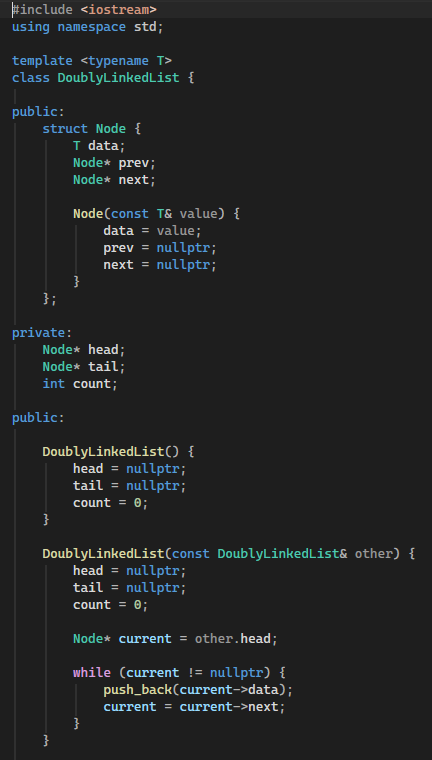 #include <iostream>
using namespace std;

template <typename T>
class DoublyLinkedList {

public:
    struct Node {
        T data;
        Node* prev;
        Node* next;

        Node(const T& value) {
            data = value;
            prev = nullptr;
            next = nullptr;
        }
    };

private:
    Node* head;
    Node* tail;
    int count;

public:

    DoublyLinkedList() {
        head = nullptr;
        tail = nullptr;
        count = 0;
    }

    DoublyLinkedList(const DoublyLinkedList& other) {
        head = nullptr;
        tail = nullptr;
        count = 0;

        Node* current = other.head;

        while (current != nullptr) {
            push_back(current->data);
            current = current->next;
        }
    }